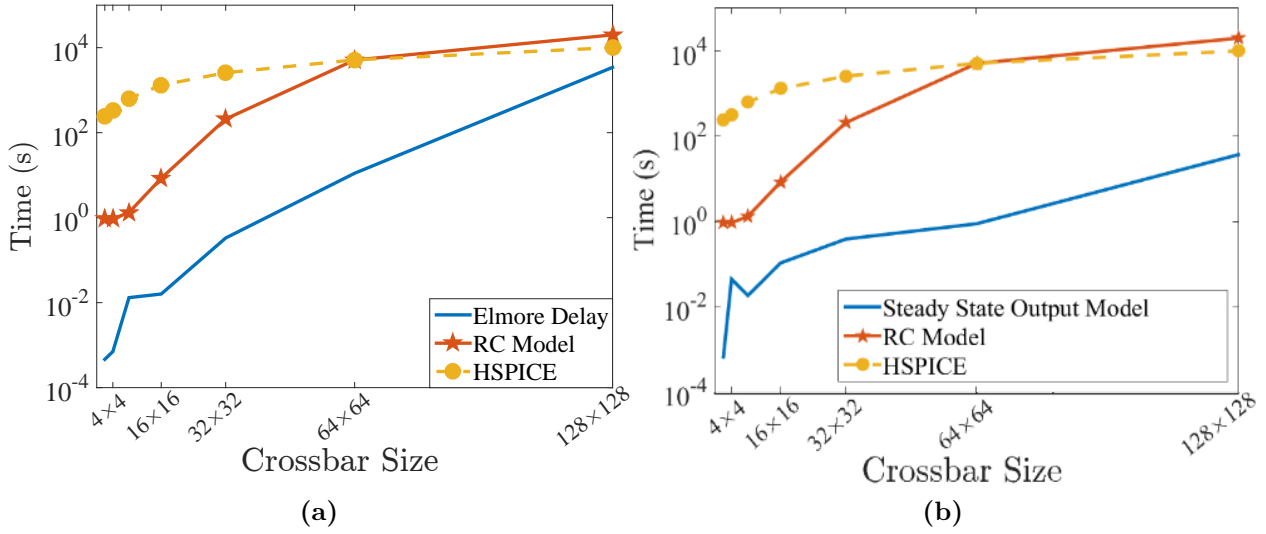 10^4
10^2
10^0
10^-2
10^-4
Time (s)
Elmore Delay
RC Model
HSPICE
4×4
16×16
32×32
64×64
128×128
Crossbar Size
(a)
10^4
10^2
10^0
10^-2
10^-4
Time (s)
Steady State Output Model
RC Model
HSPICE
4×4
16×16
32×32
64×64
128×128
Crossbar Size
(b)